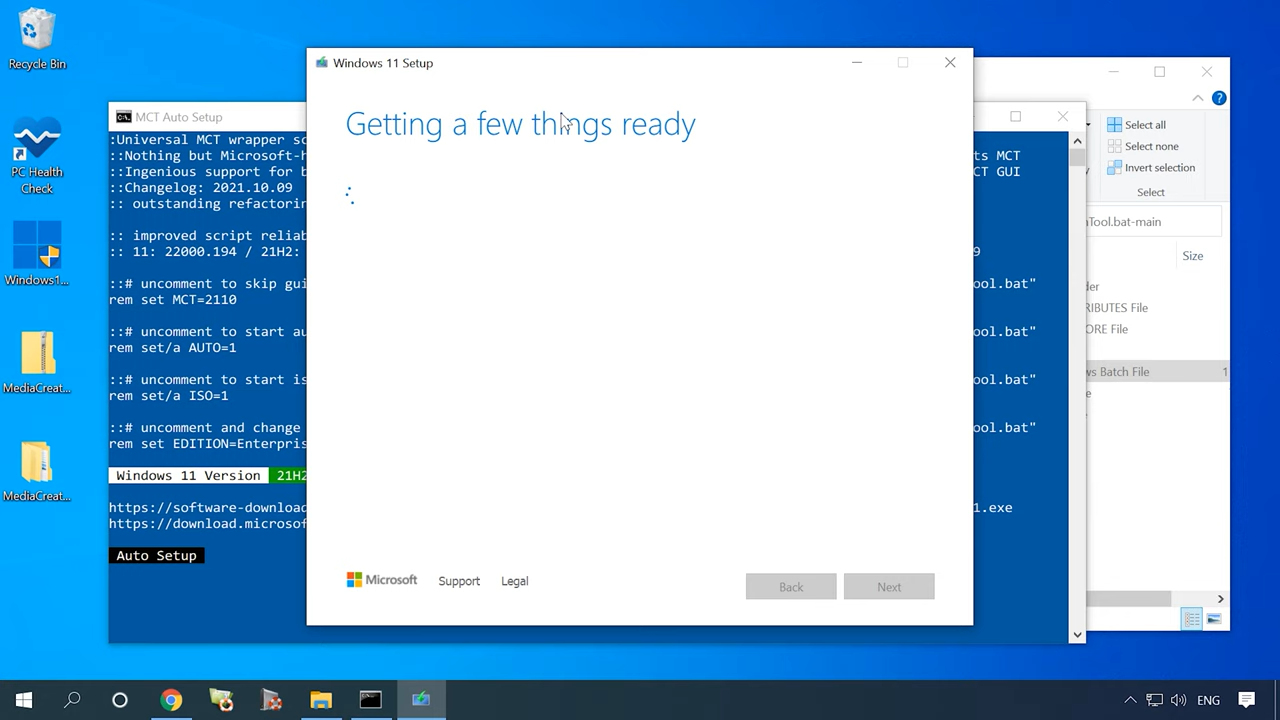 Recycle Bin
PC Health
Check
Windows1...
MediaCreat...
MediaCreat...
MCT Auto Setup
:Universal MCT wrapper sc
::Nothing but Microsoft-h
::Ingenious support for b
::Changelog: 2021.10.09
:: outstanding refactorin
:: improved script reliab
:: 11: 22000.194 / 21H2:
::# uncomment to skip gui
rem set MCT=2110
::# uncomment to start au
rem set/a AUTO=1
::# uncomment to start is
rem set/a ISO=1
::# uncomment and change
rem set EDITION=Enterpris
Windows 11 Version 21H2
https://software-download
https://download.microsof
Auto Setup
Windows 11 Setup
Getting a few things ready
Microsoft Support Legal
Back Next
ts MCT
CT GUI
9
ool.bat"
ool.bat"
ool.bat"
ool.bat"
1.exe
Select all
Select none
Invert selection
Select
Tool.bat-main
Size
der
RIBUTES File
ORE File
ws Batch File 1
e
ENG